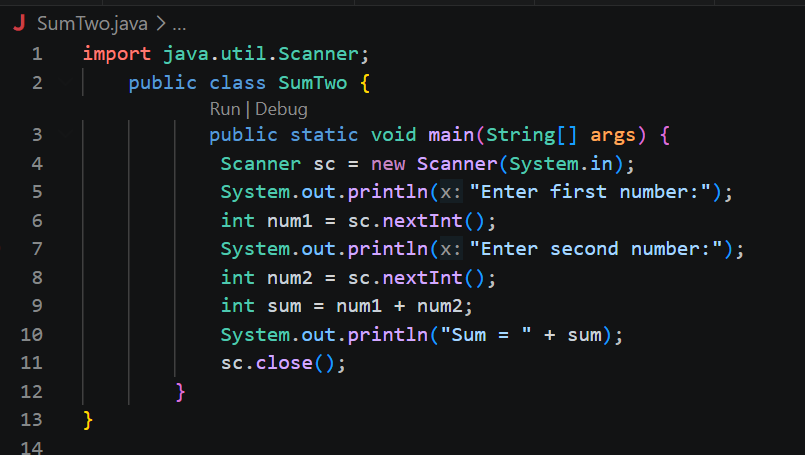 J SumTwo.java > ...
1 import java.util.Scanner;
2 public class SumTwo {
Run | Debug
3 public static void main(String[] args) {
4 Scanner sc = new Scanner(System.in);
5 System.out.println(x: "Enter first number:");
6 int num1 = sc.nextInt();
7 System.out.println(x: "Enter second number:");
8 int num2 = sc.nextInt();
9 int sum = num1 + num2;
10 System.out.println("Sum = " + sum);
11 sc.close();
12 }
13 }
14